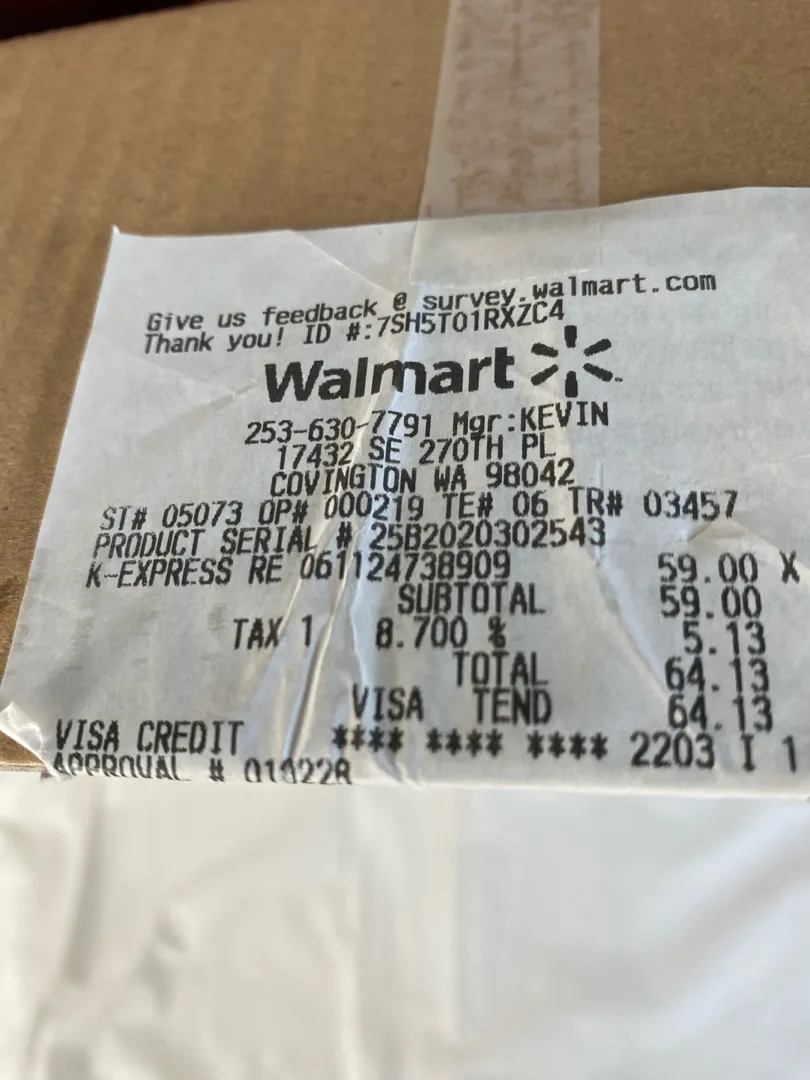 Give us feedback @ survey.walmart.com
Thank you! ID #:7SH5T01RXZC4
Walmart
253-630-7791 Mgr:KEVIN
17432 SE 270TH PL
COVINGTON WA 98042
ST# 05073 OP# 000219 TE# 06 TR# 03457
PRODUCT SERIAL # 25B2020302543
K-EXPRESS RE 061124738909 59.00 X
SUBTOTAL 59.00
TAX 1 8.700 % 5.13
TOTAL 64.13
VISA TEND 64.13
VISA CREDIT **** **** **** 2203 I 1
APPROVAL #